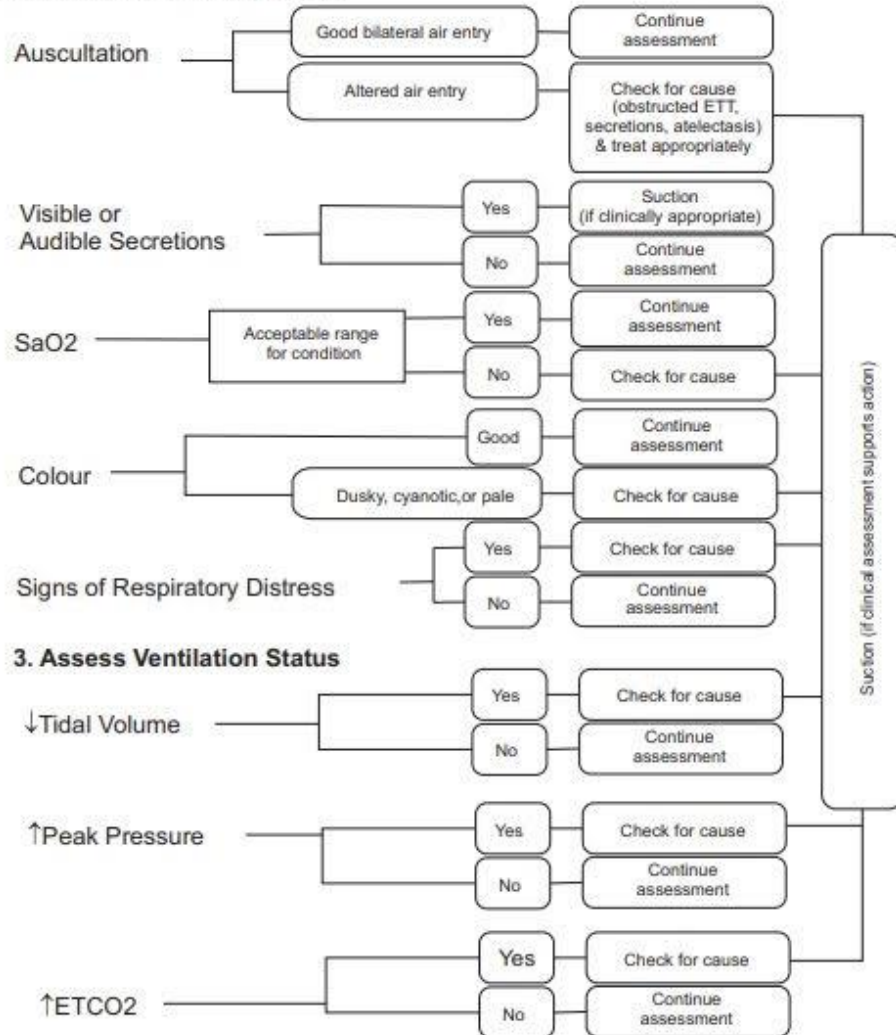 Auscultation
Good bilateral air entry
Continue
assessment
Altered air entry
Check for cause
(obstructed ETT,
secretions, atelectasis)
& treat appropriately
Visible or
Audible Secretions
Yes
Suction
(if clinically appropriate)
No
Continue
assessment
SaO2
Acceptable range
for condition
Yes
Continue
assessment
No
Check for cause
Colour
Good
Continue
assessment
Dusky, cyanotic,or pale
Check for cause
Signs of Respiratory Distress
Yes
Check for cause
No
Continue
assessment
Suction (if clinical assessment supports action)
3. Assess Ventilation Status
↓Tidal Volume
Yes
Check for cause
No
Continue
assessment
↑Peak Pressure
Yes
Check for cause
No
Continue
assessment
↑ETCO2
Yes
Check for cause
No
Continue
assessment